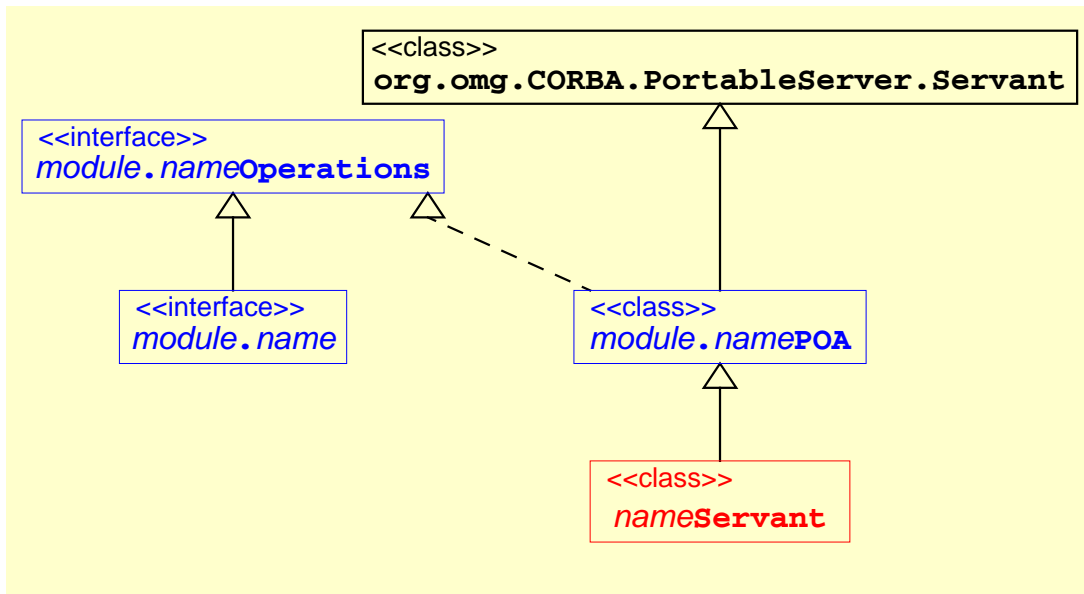 <<class>>
org.omg.CORBA.PortableServer.Servant
<<interface>>
module.nameOperations
<<interface>>
module.name
<<class>>
module.namePOA
<<class>>
nameServant